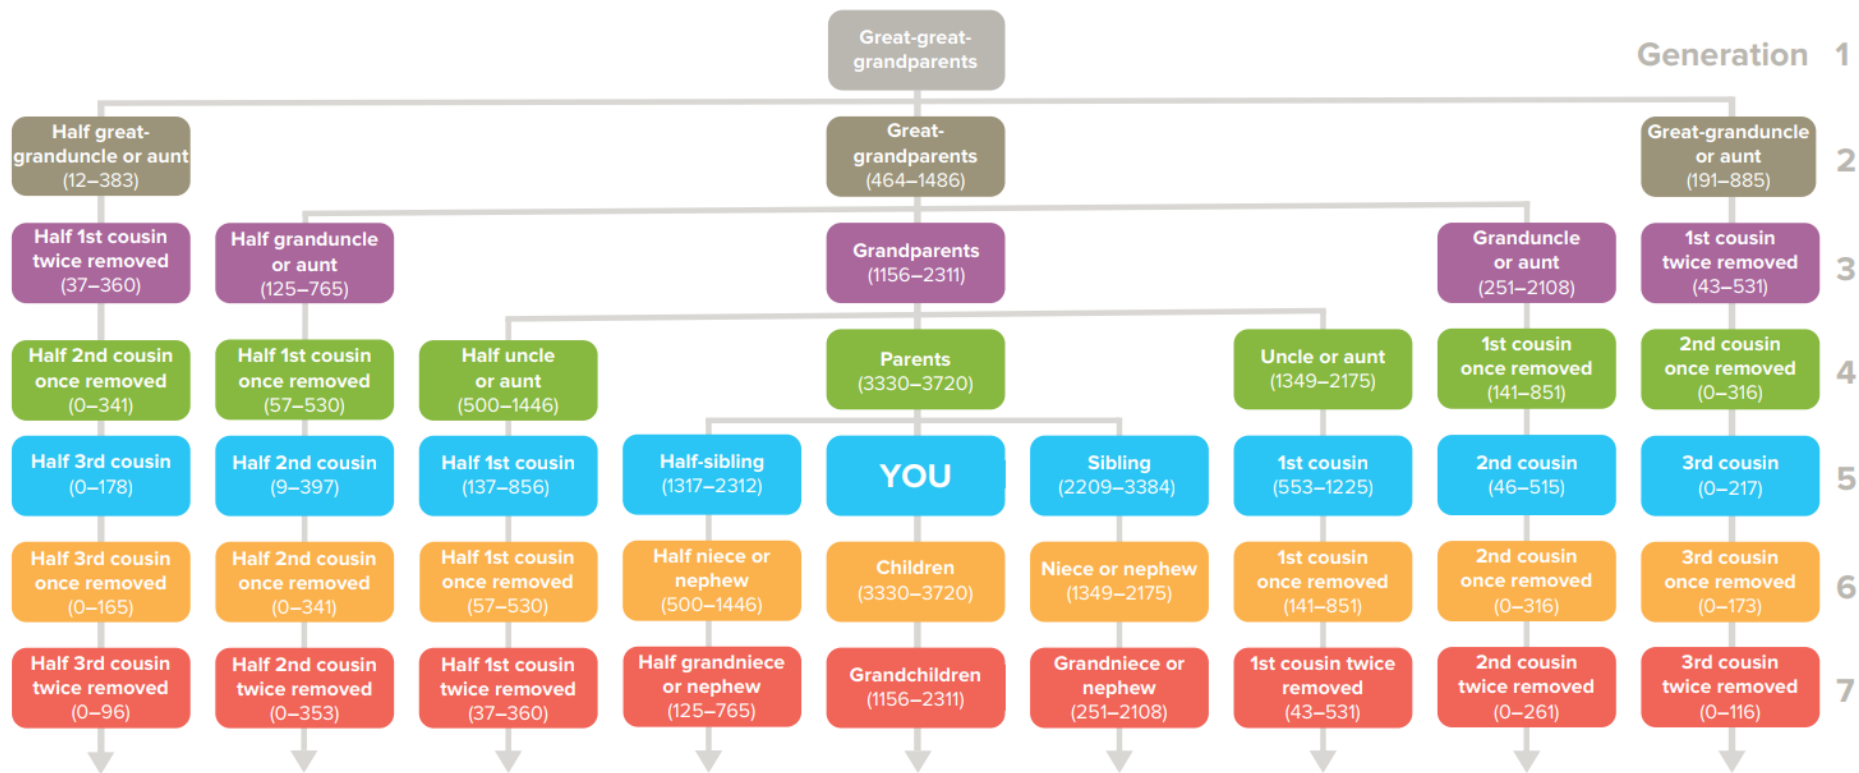 Great-great-
grandparents
Generation 1
Half great-
granduncle or aunt
(12–383)
Great-
grandparents
(464–1486)
Great-granduncle
or aunt
(191–885)
2
Half 1st cousin
twice removed
(37–360)
Half granduncle
or aunt
(125–765)
Grandparents
(1156–2311)
Granduncle
or aunt
(251–2108)
1st cousin
twice removed
(43–531)
3
Half 2nd cousin
once removed
(0–341)
Half 1st cousin
once removed
(57–530)
Half uncle
or aunt
(500–1446)
Parents
(3330–3720)
Uncle or aunt
(1349–2175)
1st cousin
once removed
(141–851)
2nd cousin
once removed
(0–316)
4
Half 3rd cousin
(0–178)
Half 2nd cousin
(9–397)
Half 1st cousin
(137–856)
Half-sibling
(1317–2312)
YOU
Sibling
(2209–3384)
1st cousin
(553–1225)
2nd cousin
(46–515)
3rd cousin
(0–217)
5
Half 3rd cousin
once removed
(0–165)
Half 2nd cousin
once removed
(0–341)
Half 1st cousin
once removed
(57–530)
Half niece or
nephew
(500–1446)
Children
(3330–3720)
Niece or nephew
(1349–2175)
1st cousin
once removed
(141–851)
2nd cousin
once removed
(0–316)
3rd cousin
once removed
(0–173)
6
Half 3rd cousin
twice removed
(0–96)
Half 2nd cousin
twice removed
(0–353)
Half 1st cousin
twice removed
(37–360)
Half grandniece
or nephew
(125–765)
Grandchildren
(1156–2311)
Grandniece or
nephew
(251–2108)
1st cousin twice
removed
(43–531)
2nd cousin
twice removed
(0–261)
3rd cousin
twice removed
(0–116)
7